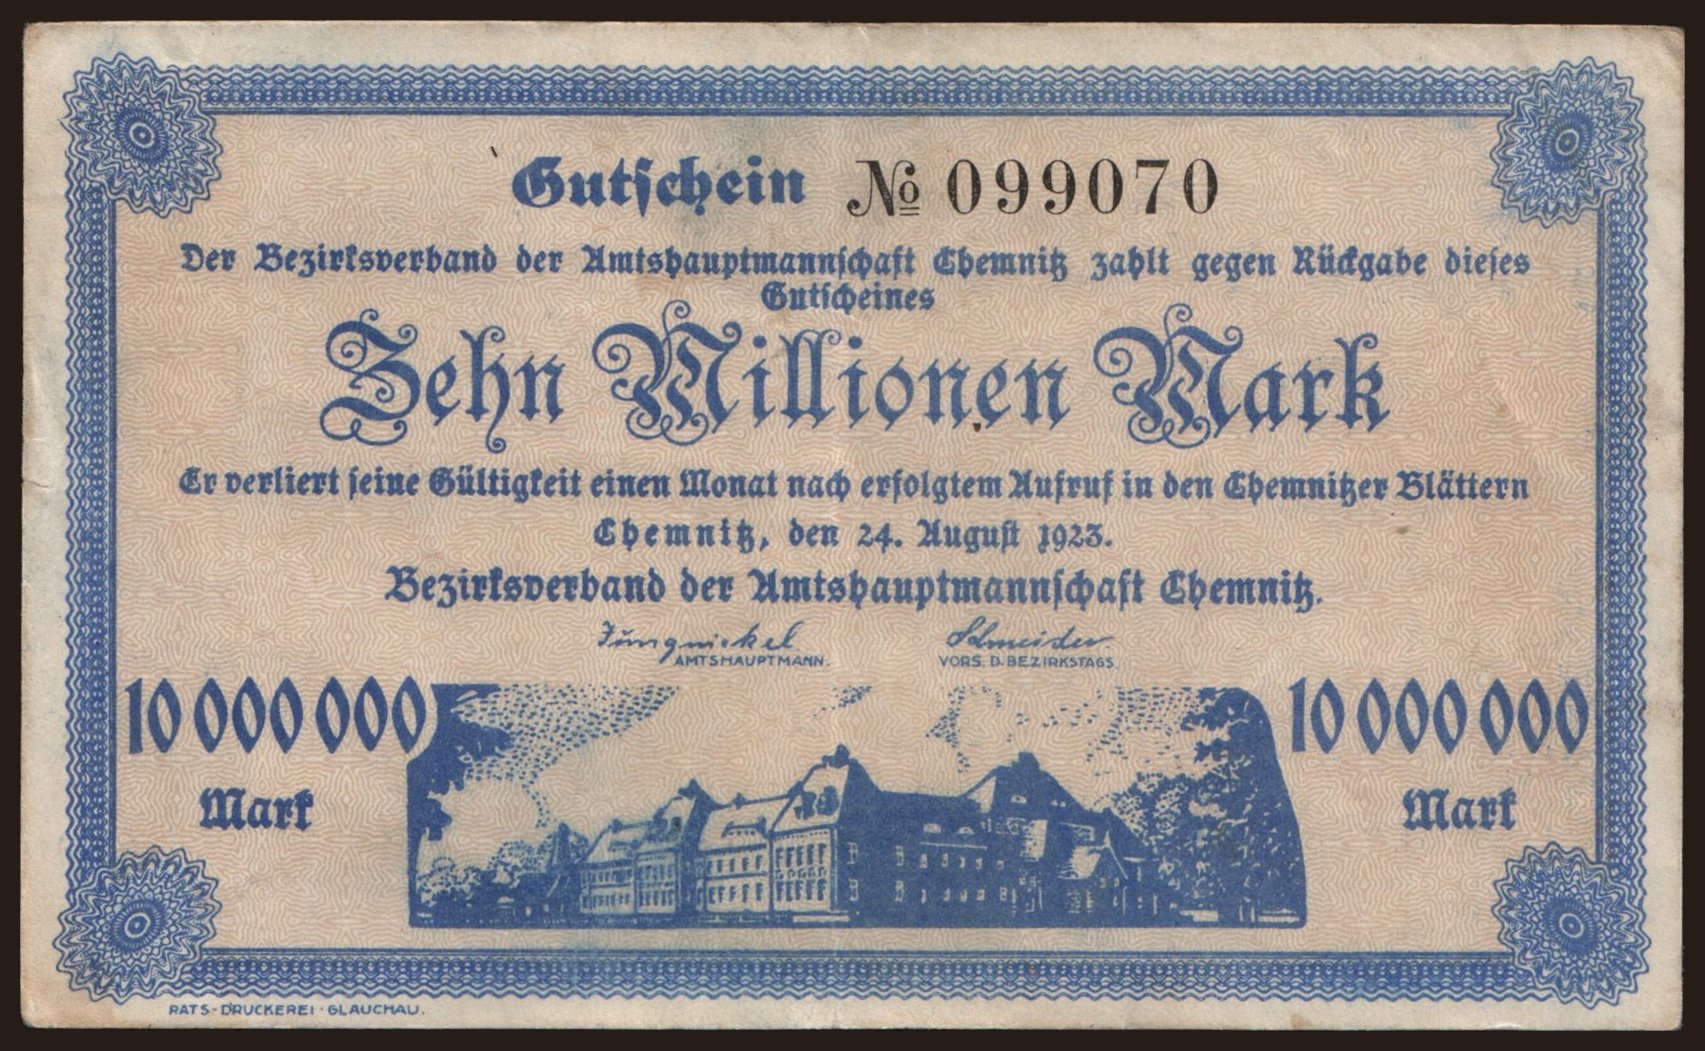 Gutschein № 099070
Der Bezirksverband der Amtshauptmannschaft Chemnitz zahlt gegen Rückgabe dieses
Gutscheines
Zehn Millionen Mark
Er verliert seine Gültigkeit einen Monat nach erfolgtem Aufruf in den Chemnitzer Blättern
Chemnitz, den 24. August 1923.
Bezirksverband der Amtshauptmannschaft Chemnitz.
Jungnickel Schneider
AMTSHAUPTMANN. VORS. D. BEZIRKSTAGS.
10 000 000 10 000 000
Mark Mark
RATS-DRUCKEREI · GLAUCHAU.